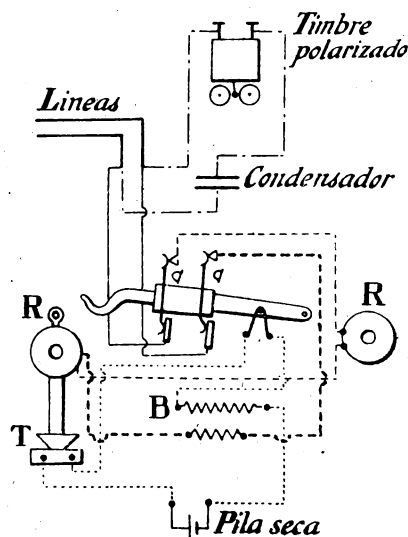 Timbre
polarizado
Lineas
Condensador
R
R
B
T
Pila seca